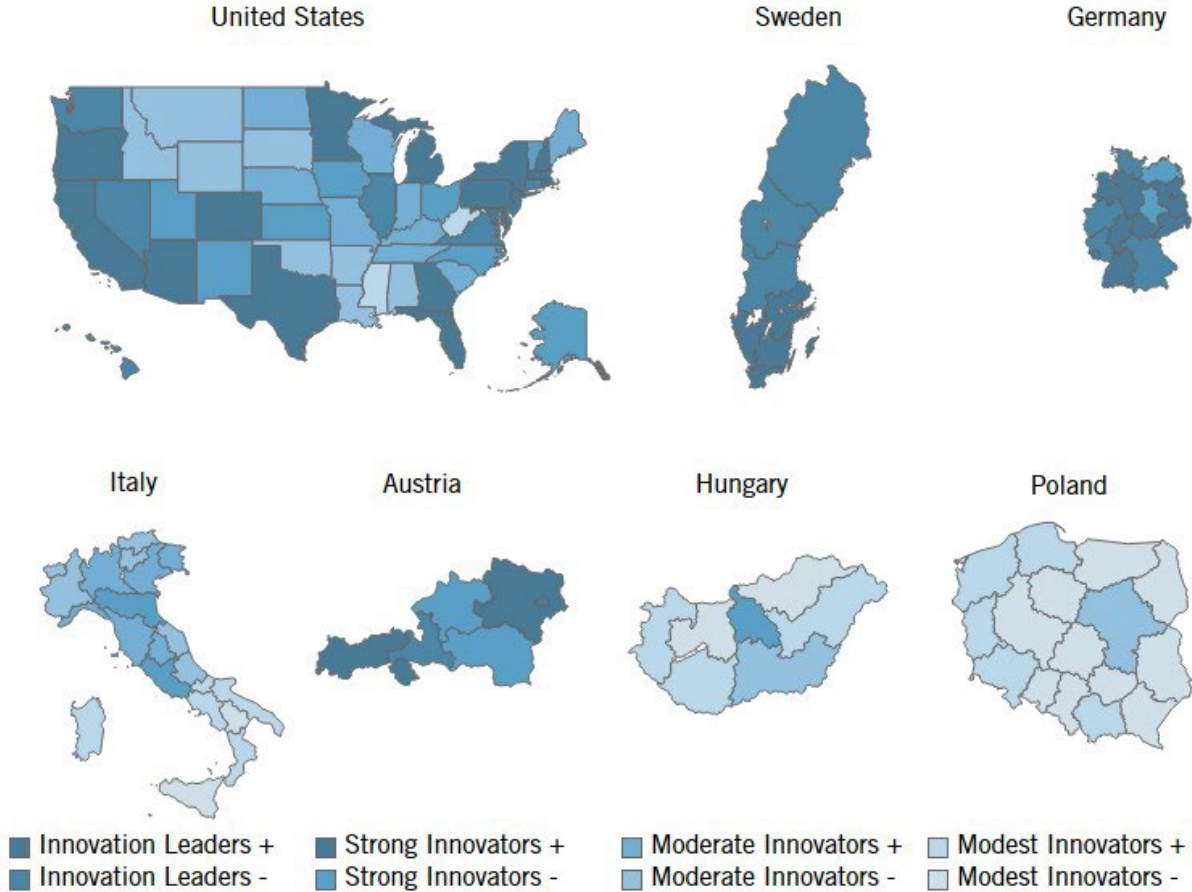 United States
Sweden
Germany
Italy
Austria
Hungary
Poland
Innovation Leaders +
Innovation Leaders -
Strong Innovators +
Strong Innovators -
Moderate Innovators +
Moderate Innovators -
Modest Innovators +
Modest Innovators -